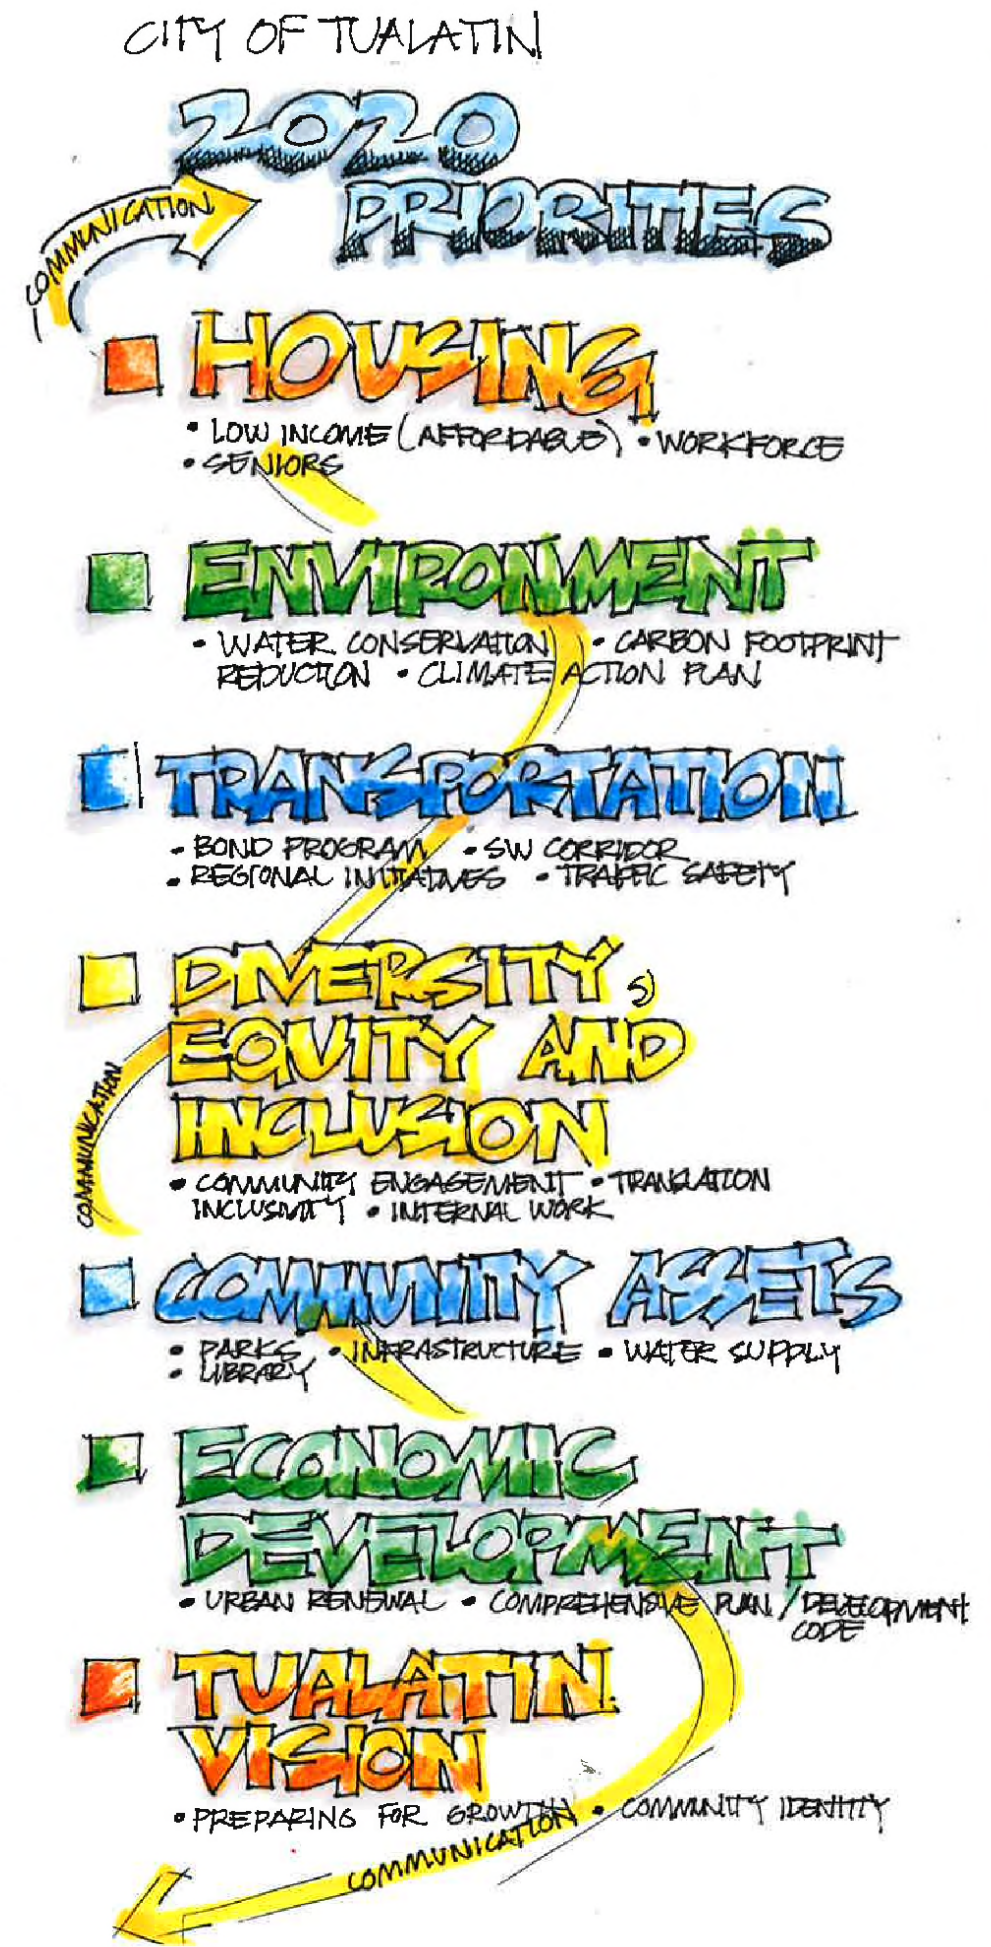 CITY OF TUALATIN
2020
PRIORITIES
COMMUNICATION
HOUSING
• LOW INCOME (AFFORDABLE) • WORKFORCE
• SENIORS
ENVIRONMENT
• WATER CONSERVATION • CARBON FOOTPRINT
REDUCTION • CLIMATE ACTION PLAN
TRANSPORTATION
• BOND PROGRAM • SW CORRIDOR
• REGIONAL INITIATIVES • TRAFFIC SAFETY
DIVERSITY,
EQUITY AND
INCLUSION
COMMUNICATION
• COMMUNITY ENGAGEMENT • TRANSLATION
INCLUSIVITY • INTERNAL WORK
COMMUNITY ASSETS
• PARKS • INFRASTRUCTURE • WATER SUPPLY
• LIBRARY
ECONOMIC
DEVELOPMENT
• URBAN RENEWAL • COMPREHENSIVE PLAN / DEVELOPMENT
CODE
TUALATIN
VISION
• PREPARING FOR GROWTH • COMMUNITY IDENTITY
COMMUNICATION